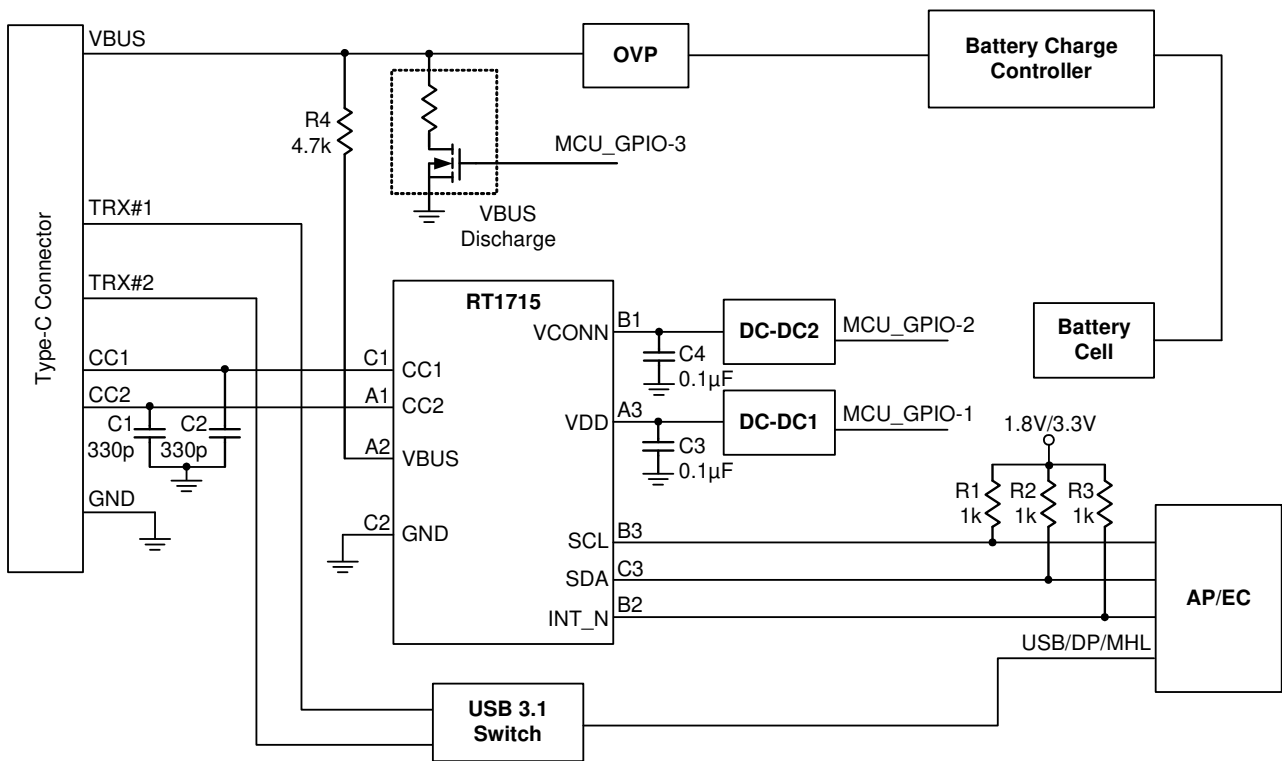 VBUS
OVP
Battery Charge
Controller
R4
4.7k
MCU_GPIO-3
VBUS
Discharge
Type-C Connector
TRX#1
TRX#2
RT1715
VCONN
B1
DC-DC2
MCU_GPIO-2
Battery
Cell
C4
0.1µF
CC1
C1
CC1
CC2
A1
CC2
VDD
A3
DC-DC1
MCU_GPIO-1
C3
0.1µF
1.8V/3.3V
C1
330p
C2
330p
A2
VBUS
GND
C2
GND
R1
1k
R2
1k
R3
1k
SCL
B3
SDA
C3
INT_N
B2
AP/EC
USB/DP/MHL
USB 3.1
Switch